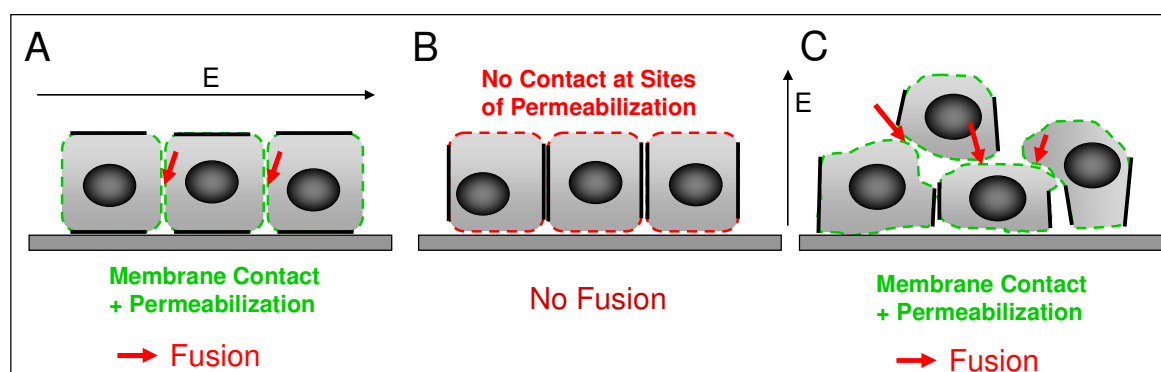 A
E
Membrane Contact
+ Permeabilization
Fusion
B
No Contact at Sites
of Permeabilization
No Fusion
C
E
Membrane Contact
+ Permeabilization
Fusion